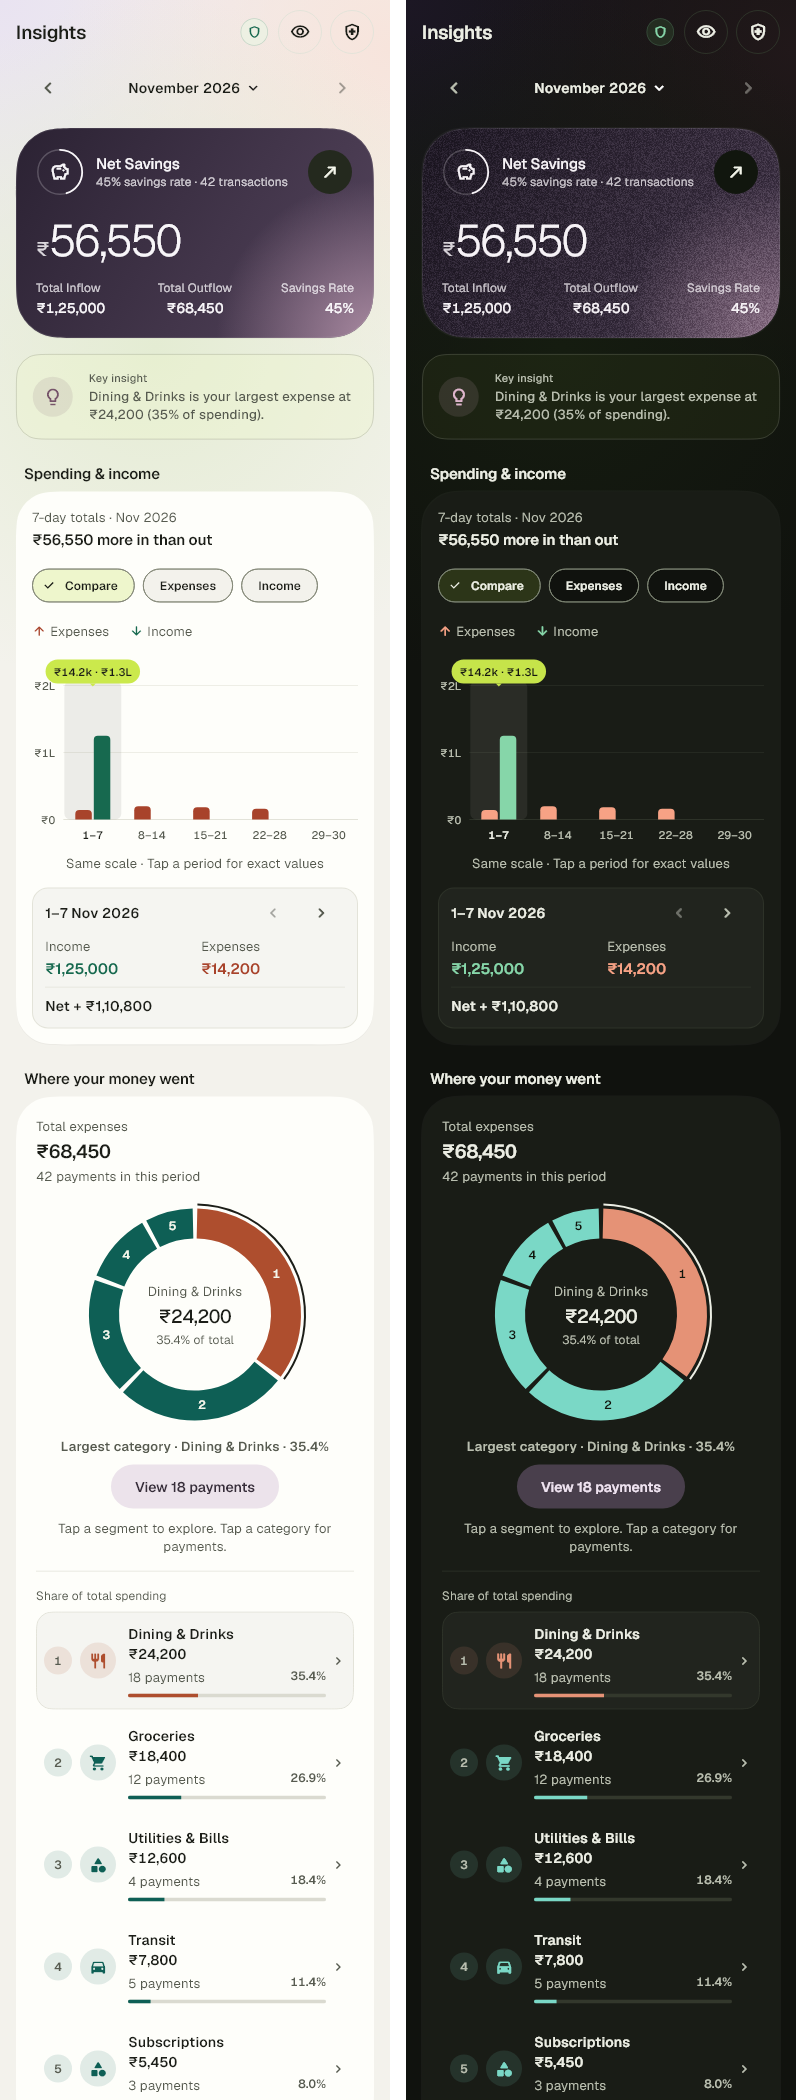 Insights
November 2026
Net Savings
45% savings rate · 42 transactions
₹56,550
Total Inflow Total Outflow Savings Rate
₹1,25,000 ₹68,450 45%
Key insight
Dining & Drinks is your largest expense at
₹24,200 (35% of spending).
Spending & income
7-day totals · Nov 2026
₹56,550 more in than out
Compare Expenses Income
Expenses Income
₹14.2k · ₹1.3L
₹2L
₹1L
₹0
1–7 8–14 15–21 22–28 29–30
Same scale · Tap a period for exact values
1–7 Nov 2026
Income Expenses
₹1,25,000 ₹14,200
Net + ₹1,10,800
Where your money went
Total expenses
₹68,450
42 payments in this period
5
4
1
3
2
Dining & Drinks
₹24,200
35.4% of total
Largest category · Dining & Drinks · 35.4%
View 18 payments
Tap a segment to explore. Tap a category for
payments.
Share of total spending
1
Dining & Drinks
₹24,200
18 payments 35.4%
2
Groceries
₹18,400
12 payments 26.9%
3
Utilities & Bills
₹12,600
4 payments 18.4%
4
Transit
₹7,800
5 payments 11.4%
5
Subscriptions
₹5,450
3 payments 8.0%
Insights
November 2026
Net Savings
45% savings rate · 42 transactions
₹56,550
Total Inflow Total Outflow Savings Rate
₹1,25,000 ₹68,450 45%
Key insight
Dining & Drinks is your largest expense at
₹24,200 (35% of spending).
Spending & income
7-day totals · Nov 2026
₹56,550 more in than out
Compare Expenses Income
Expenses Income
₹14.2k · ₹1.3L
₹2L
₹1L
₹0
1–7 8–14 15–21 22–28 29–30
Same scale · Tap a period for exact values
1–7 Nov 2026
Income Expenses
₹1,25,000 ₹14,200
Net + ₹1,10,800
Where your money went
Total expenses
₹68,450
42 payments in this period
5
4
1
3
2
Dining & Drinks
₹24,200
35.4% of total
Largest category · Dining & Drinks · 35.4%
View 18 payments
Tap a segment to explore. Tap a category for
payments.
Share of total spending
1
Dining & Drinks
₹24,200
18 payments 35.4%
2
Groceries
₹18,400
12 payments 26.9%
3
Utilities & Bills
₹12,600
4 payments 18.4%
4
Transit
₹7,800
5 payments 11.4%
5
Subscriptions
₹5,450
3 payments 8.0%